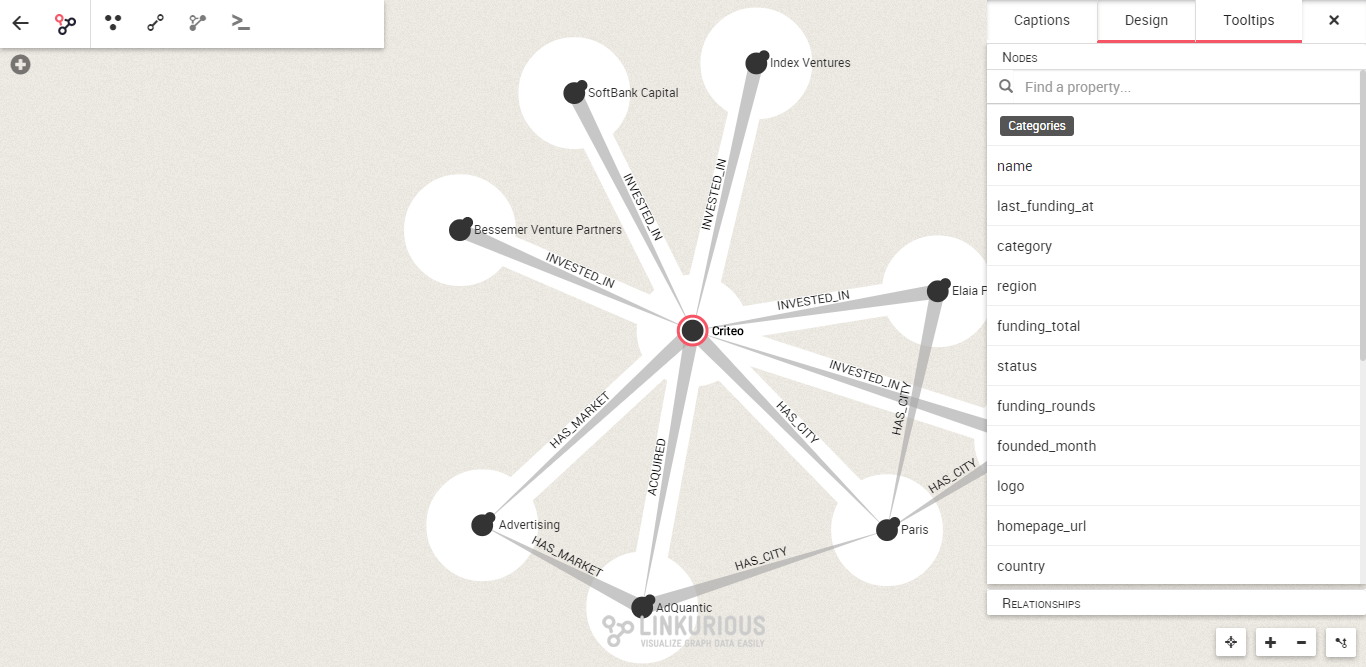 Captions
Design
Tooltips
Nodes
Find a property...
Categories
name
last_funding_at
category
region
funding_total
status
funding_rounds
founded_month
logo
homepage_url
country
Relationships
Index Ventures
SoftBank Capital
INVESTED_IN
INVESTED_IN
Bessemer Venture Partners
INVESTED_IN
Elaia P
INVESTED_IN
Criteo
INVESTED_IN
HAS_CITY
HAS_MARKET
HAS_CITY
ACQUIRED
HAS_CITY
Advertising
Paris
HAS_MARKET
HAS_CITY
AdQuantic
LINKURIOUS
VISUALIZE GRAPH DATA EASILY